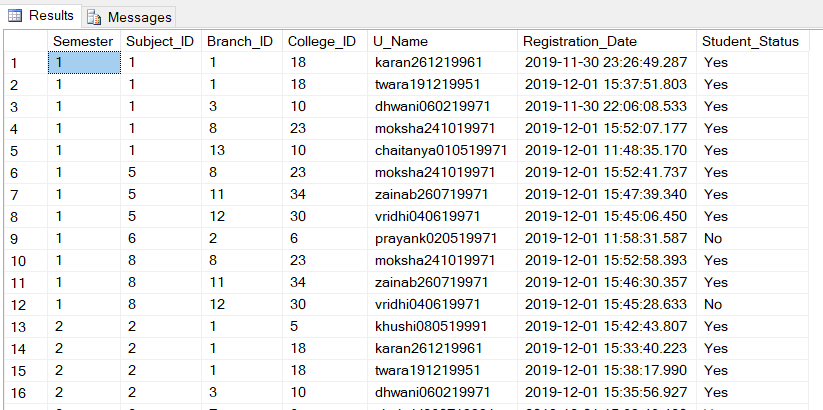 Results Messages
Semester Subject_ID Branch_ID College_ID U_Name Registration_Date Student_Status
1 1 1 1 18 karan261219961 2019-11-30 23:26:49.287 Yes
2 1 1 1 18 twara191219951 2019-12-01 15:37:51.803 Yes
3 1 1 3 10 dhwani060219971 2019-11-30 22:06:08.533 Yes
4 1 1 8 23 moksha241019971 2019-12-01 15:52:07.177 Yes
5 1 1 13 10 chaitanya010519971 2019-12-01 11:48:35.170 Yes
6 1 5 8 23 moksha241019971 2019-12-01 15:52:41.737 Yes
7 1 5 11 34 zainab260719971 2019-12-01 15:47:39.340 Yes
8 1 5 12 30 vridhi040619971 2019-12-01 15:45:06.450 Yes
9 1 6 2 6 prayank020519971 2019-12-01 11:58:31.587 No
10 1 8 8 23 moksha241019971 2019-12-01 15:52:58.393 Yes
11 1 8 11 34 zainab260719971 2019-12-01 15:46:30.357 Yes
12 1 8 12 30 vridhi040619971 2019-12-01 15:45:28.633 No
13 2 2 1 5 khushi080519991 2019-12-01 15:42:43.807 Yes
14 2 2 1 18 karan261219961 2019-12-01 15:33:40.223 Yes
15 2 2 1 18 twara191219951 2019-12-01 15:38:17.990 Yes
16 2 2 3 10 dhwani060219971 2019-12-01 15:35:56.927 Yes